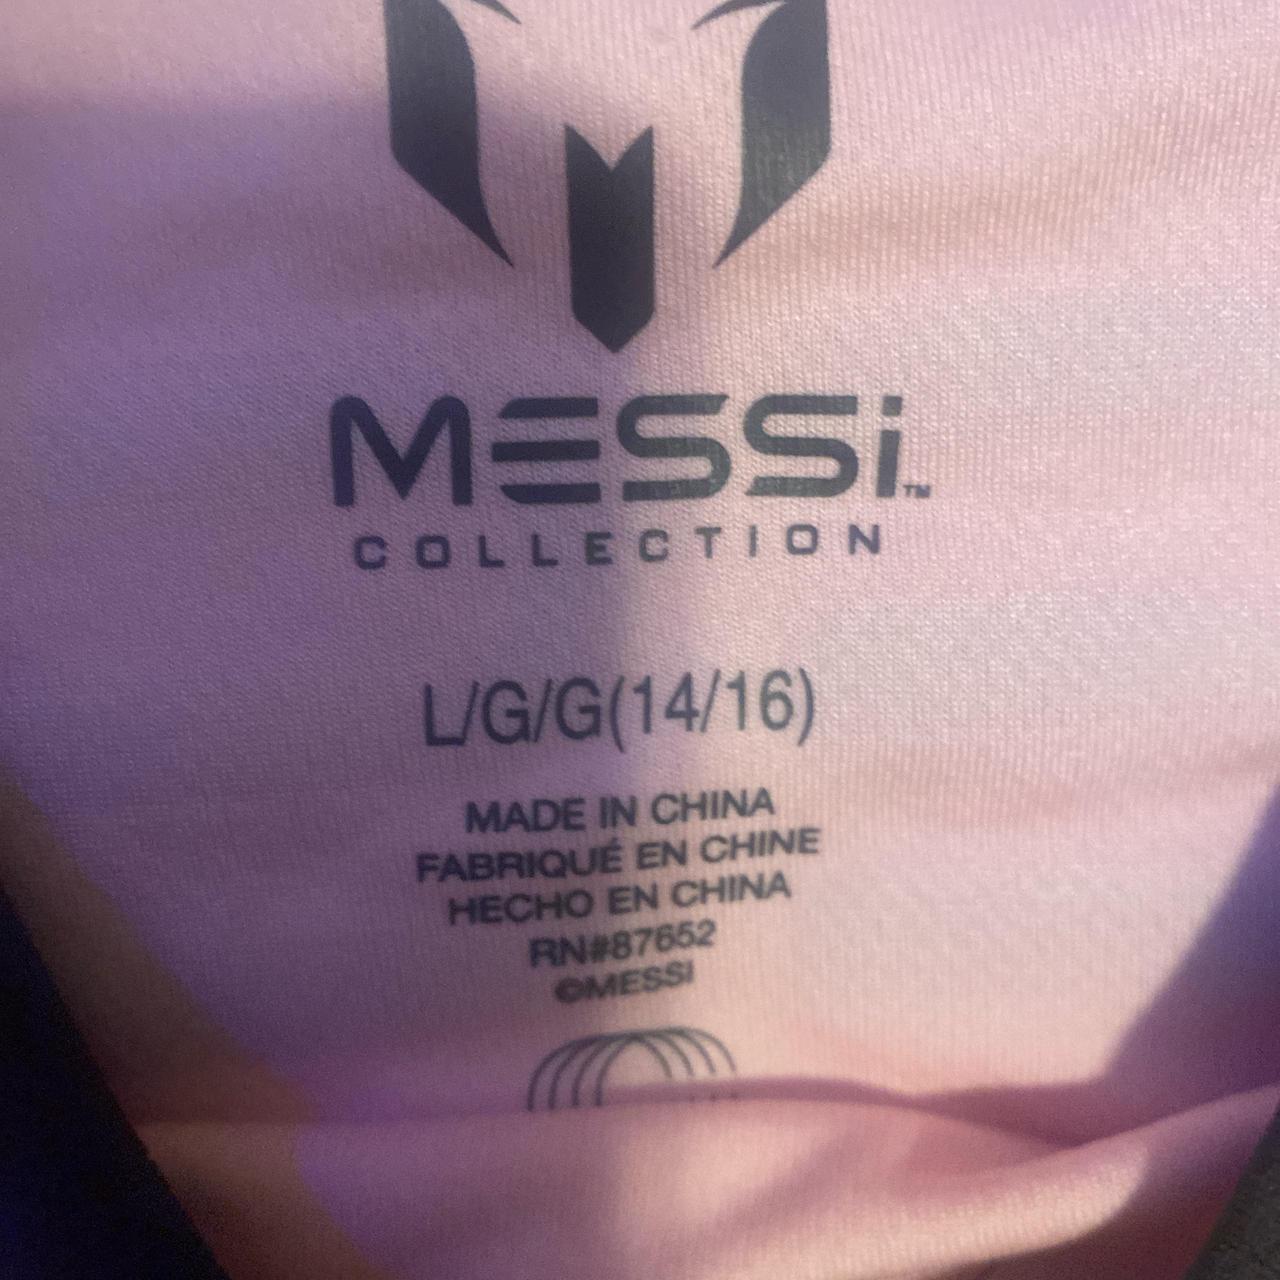 MESSi™
COLLECTION
L/G/G(14/16)
MADE IN CHINA
FABRIQUÉ EN CHINE
HECHO EN CHINA
RN#87652
©MESSI